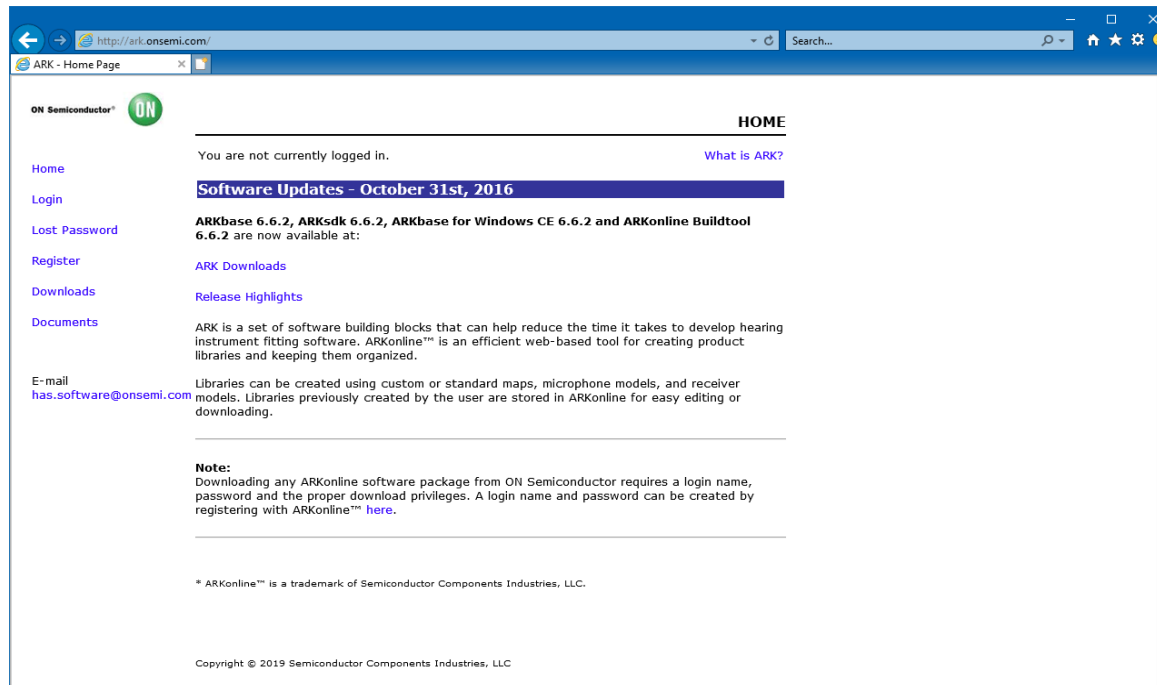 http://ark.onsemi.com/
Search...
ARK - Home Page
ON Semiconductor®
ON
HOME
You are not currently logged in.
What is ARK?
Home
Login
Lost Password
Register
Downloads
Documents
E-mail
has.software@onsemi.com
Software Updates - October 31st, 2016
ARKbase 6.6.2, ARKsdk 6.6.2, ARKbase for Windows CE 6.6.2 and ARKonline Buildtool
6.6.2 are now available at:
ARK Downloads
Release Highlights
ARK is a set of software building blocks that can help reduce the time it takes to develop hearing
instrument fitting software. ARKonline™ is an efficient web-based tool for creating product
libraries and keeping them organized.
Libraries can be created using custom or standard maps, microphone models, and receiver
models. Libraries previously created by the user are stored in ARKonline for easy editing or
downloading.
Note:
Downloading any ARKonline software package from ON Semiconductor requires a login name,
password and the proper download privileges. A login name and password can be created by
registering with ARKonline™ here.
* ARKonline™ is a trademark of Semiconductor Components Industries, LLC.
Copyright © 2019 Semiconductor Components Industries, LLC